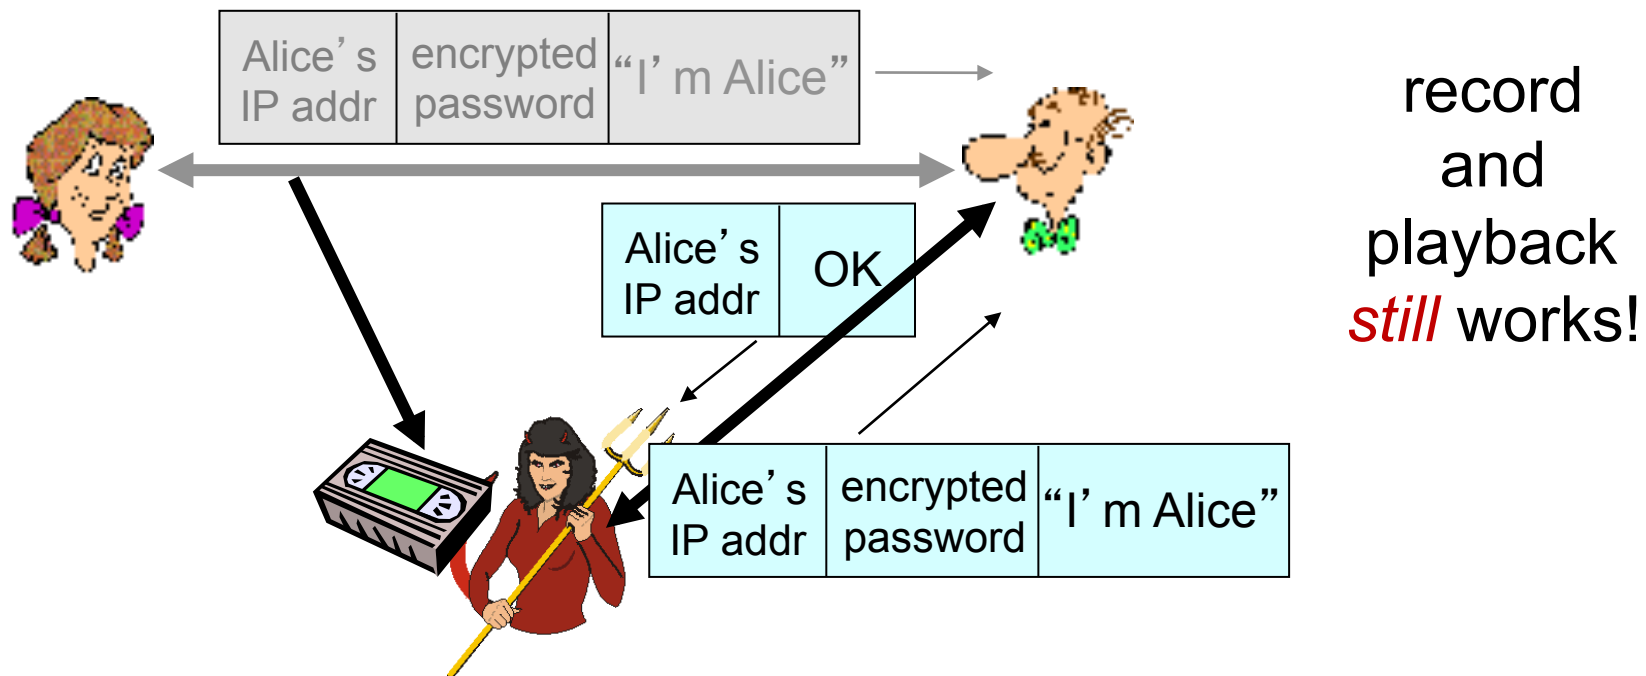 Alice’s
IP addr
encrypted
password
“I’m Alice”
record
and
playback
still works!
Alice’s
IP addr
OK
Alice’s
IP addr
encrypted
password
“I’m Alice”